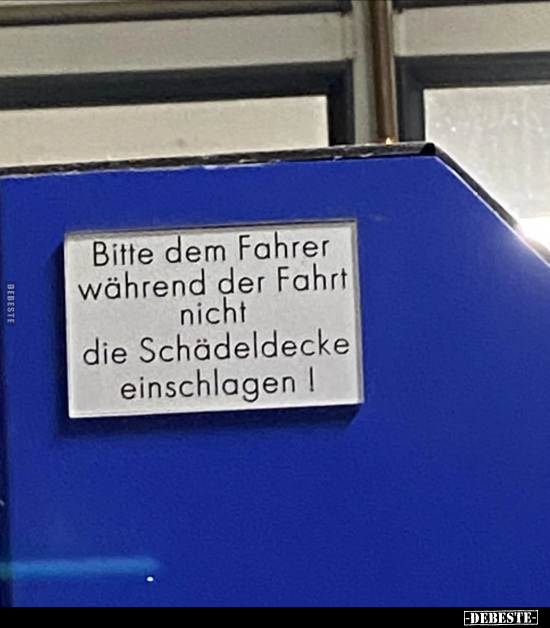 Bitte dem Fahrer
während der Fahrt
nicht
die Schädeldecke
einschlagen !
DEBESTE
-DEBESTE-